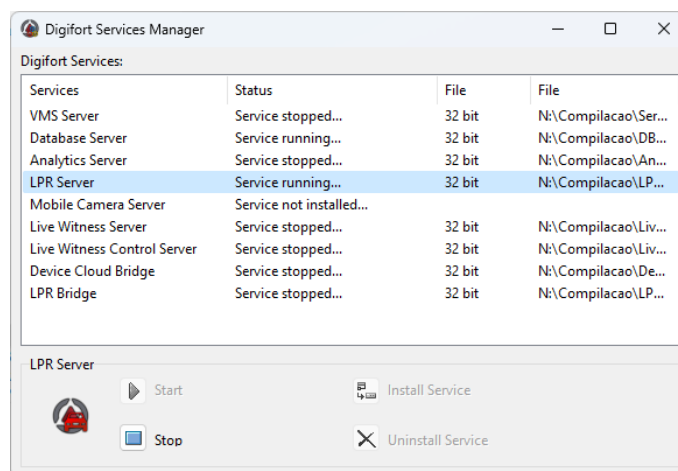 Digifort Services Manager
Digifort Services:
Services Status File File
VMS Server Service stopped... 32 bit N:\Compilacao\Ser...
Database Server Service running... 32 bit N:\Compilacao\DB...
Analytics Server Service stopped... 32 bit N:\Compilacao\An...
LPR Server Service running... 32 bit N:\Compilacao\LP...
Mobile Camera Server Service not installed...
Live Witness Server Service stopped... 32 bit N:\Compilacao\Liv...
Live Witness Control Server Service stopped... 32 bit N:\Compilacao\Liv...
Device Cloud Bridge Service stopped... 32 bit N:\Compilacao\De...
LPR Bridge Service stopped... 32 bit N:\Compilacao\LP...
LPR Server
Start Install Service
Stop Uninstall Service